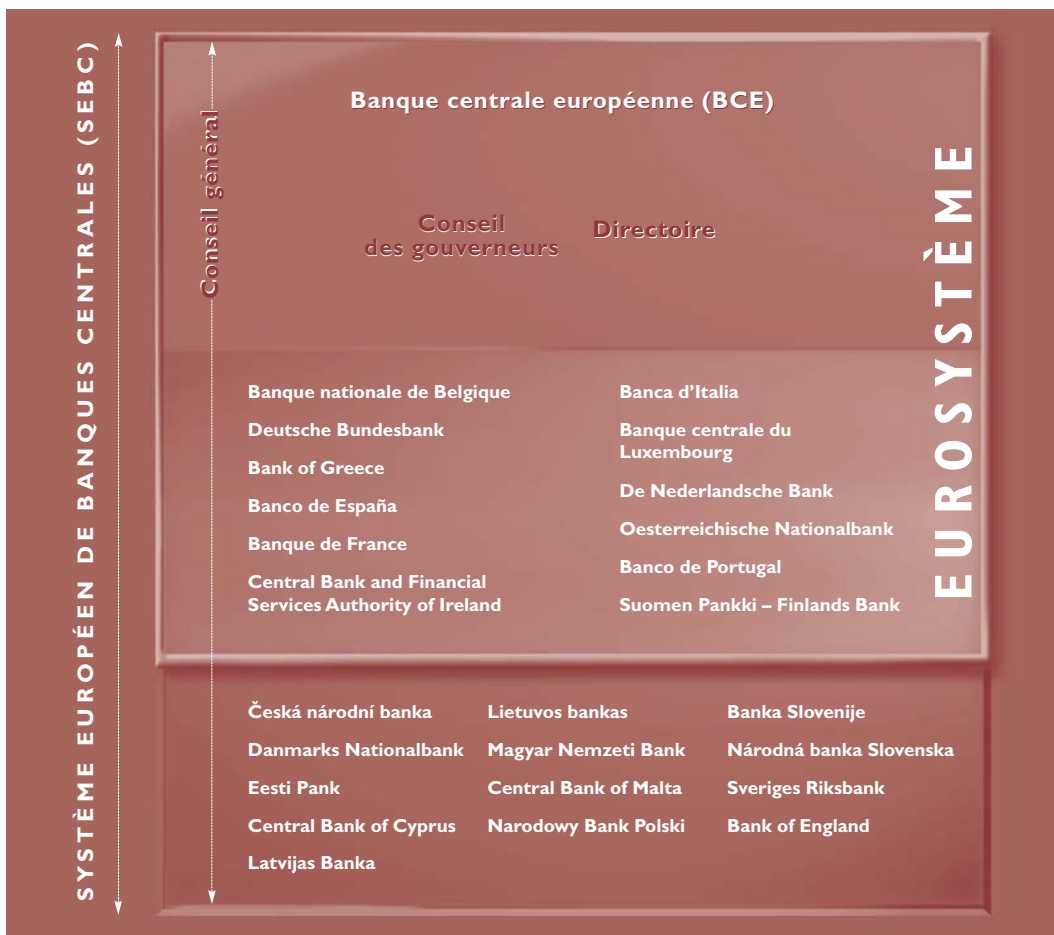 SYSTÈME EUROPÉEN DE BANQUES CENTRALES (SEBC)
Conseil général
Banque centrale européenne (BCE)
Conseil
des gouverneurs
Directoire
EUROSYSTÈME
Banque nationale de Belgique
Deutsche Bundesbank
Bank of Greece
Banco de España
Banque de France
Central Bank and Financial
Services Authority of Ireland
Banca d’Italia
Banque centrale du
Luxembourg
De Nederlandsche Bank
Oesterreichische Nationalbank
Banco de Portugal
Suomen Pankki – Finlands Bank
Česká národní banka
Danmarks Nationalbank
Eesti Pank
Central Bank of Cyprus
Latvijas Banka
Lietuvos bankas
Magyar Nemzeti Bank
Central Bank of Malta
Narodowy Bank Polski
Banka Slovenije
Národná banka Slovenska
Sveriges Riksbank
Bank of England